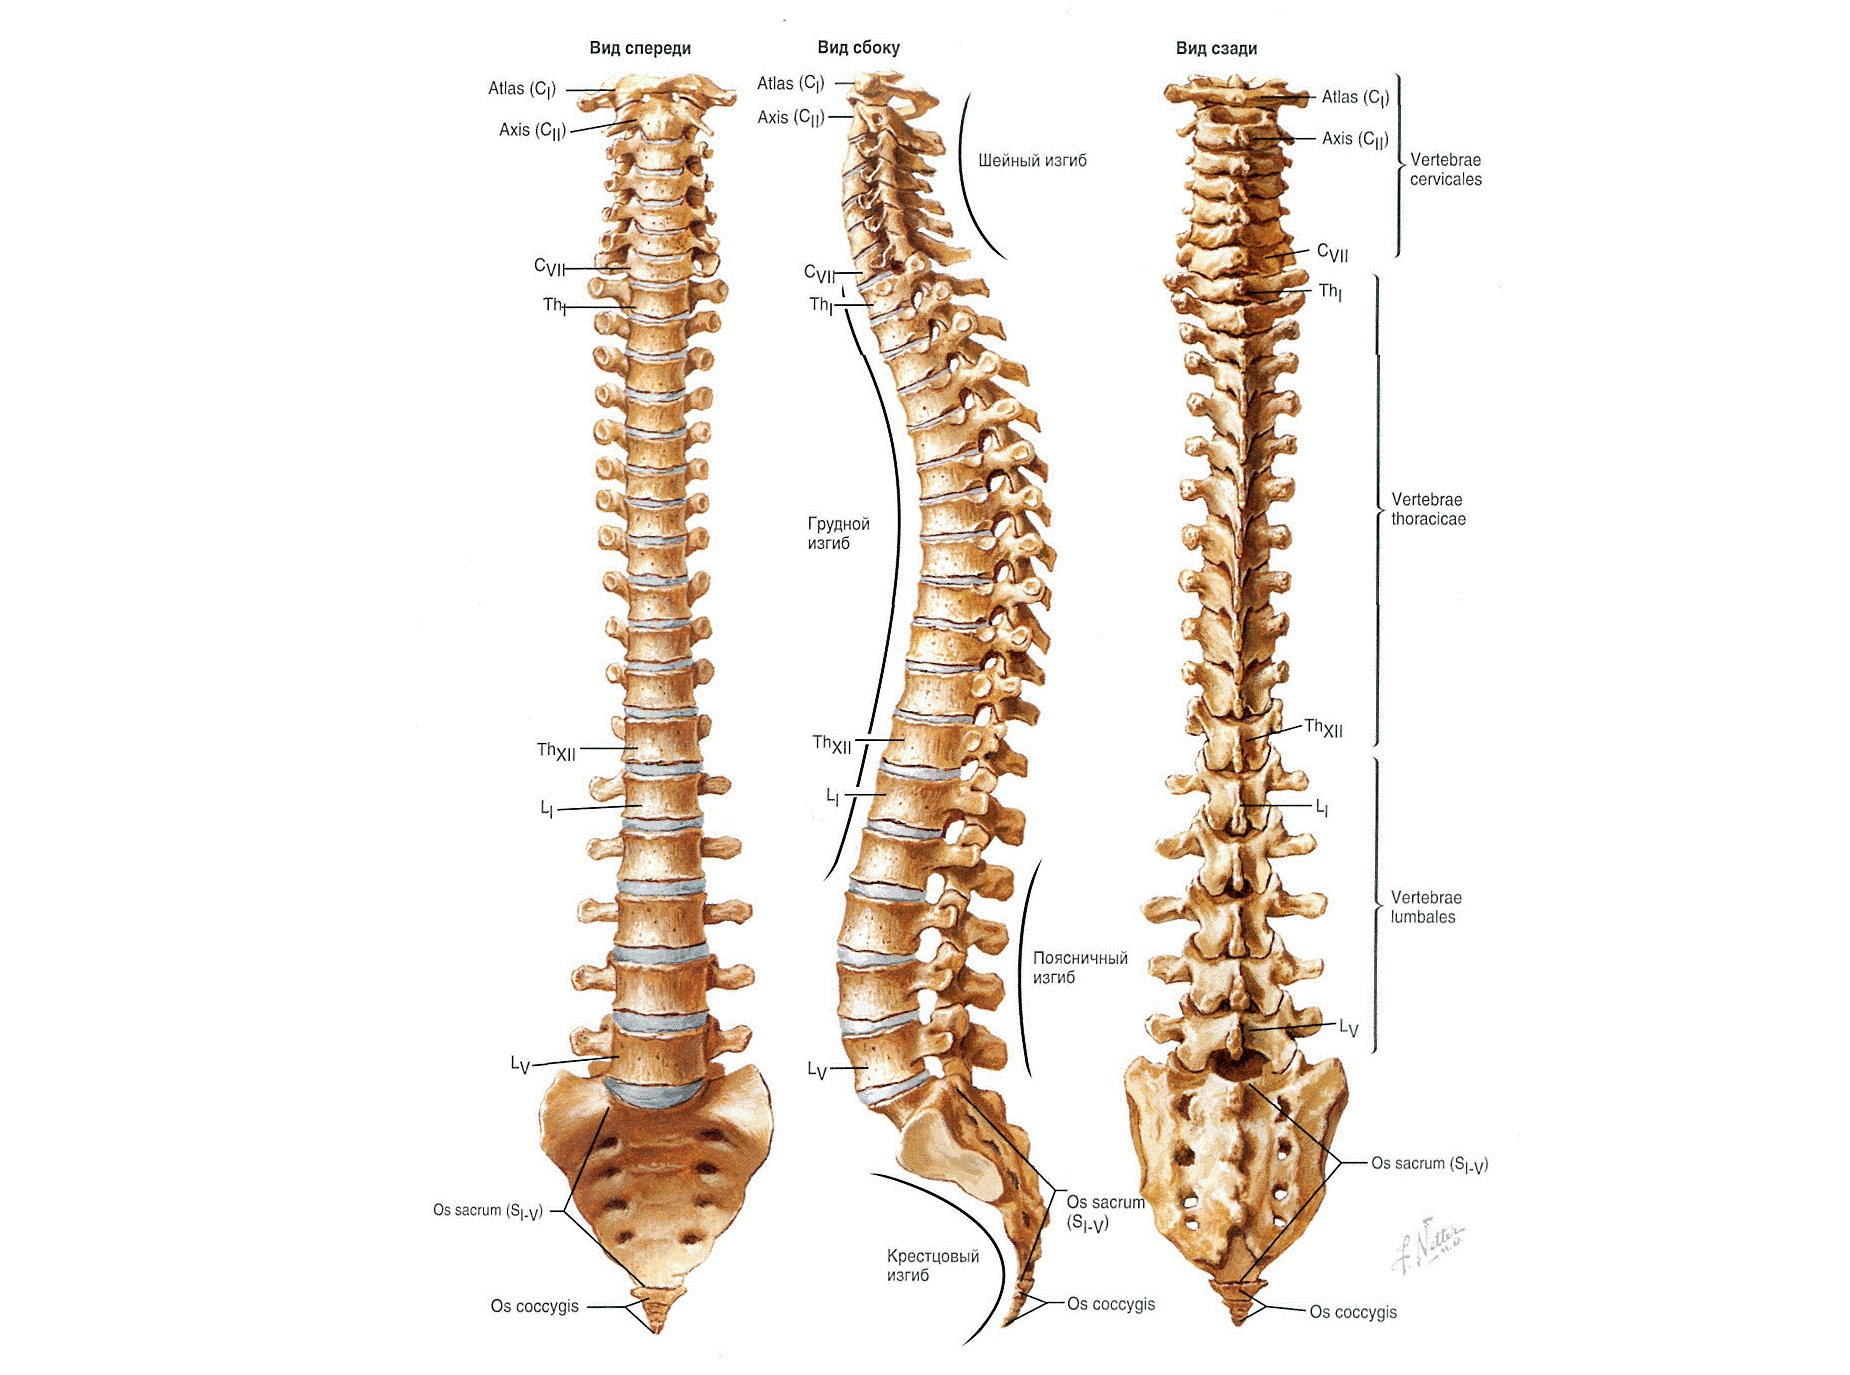 Вид спереди
Atlas (CI)
Axis (CII)
CVII
ThI
ThXII
LI
LV
Os sacrum (SI-V)
Os coccygis
Вид сбоку
Atlas (CI)
Axis (CII)
Шейный изгиб
CVII
ThI
Грудной
изгиб
ThXII
LI
Поясничный
изгиб
LV
Os sacrum
(SI-V)
Крестцовый
изгиб
Os coccygis
Вид сзади
Atlas (CI)
Axis (CII)
Vertebrae
cervicales
CVII
ThI
Vertebrae
thoracicae
ThXII
LI
Vertebrae
lumbales
LV
Os sacrum (SI-V)
Os coccygis
F. Netter
M.D.